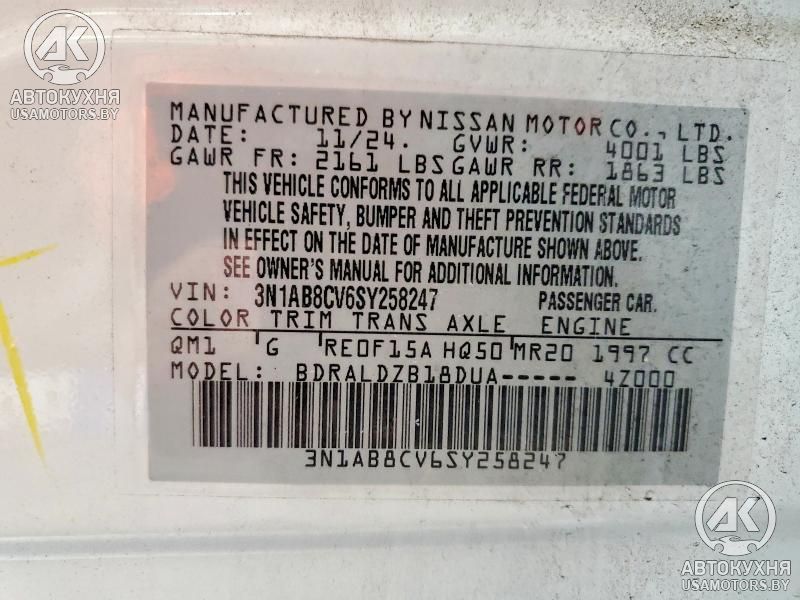 AK
АВТОКУХНЯ
USAMOTORS.BY
MANUFACTURED BY NISSAN MOTOR CO., LTD.
DATE: 11/24. GVWR: 4001 LBS
GAWR FR: 2161 LBS GAWR RR: 1863 LBS
THIS VEHICLE CONFORMS TO ALL APPLICABLE FEDERAL MOTOR
VEHICLE SAFETY, BUMPER AND THEFT PREVENTION STANDARDS
IN EFFECT ON THE DATE OF MANUFACTURE SHOWN ABOVE.
SEE OWNER'S MANUAL FOR ADDITIONAL INFORMATION.
VIN: 3N1AB8CV6SY258247 PASSENGER CAR.
COLOR TRIM TRANS AXLE ENGINE
QM1 G RE0F15A HQ50 MR20 1997 CC
MODEL: BDRALDZB18DUA----- 4Z000
3N1AB8CV6SY258247
AK
АВТОКУХНЯ
USAMOTORS.BY